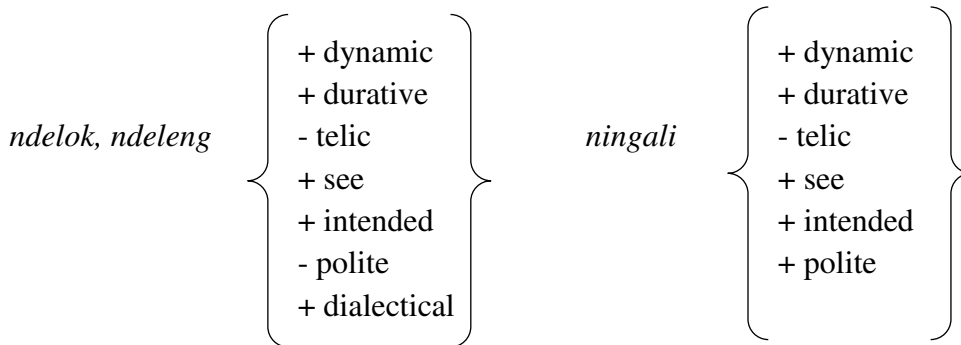 ndelok, ndeleng
+ dynamic
+ durative
- telic
+ see
+ intended
- polite
+ dialectical
ningali
+ dynamic
+ durative
- telic
+ see
+ intended
+ polite